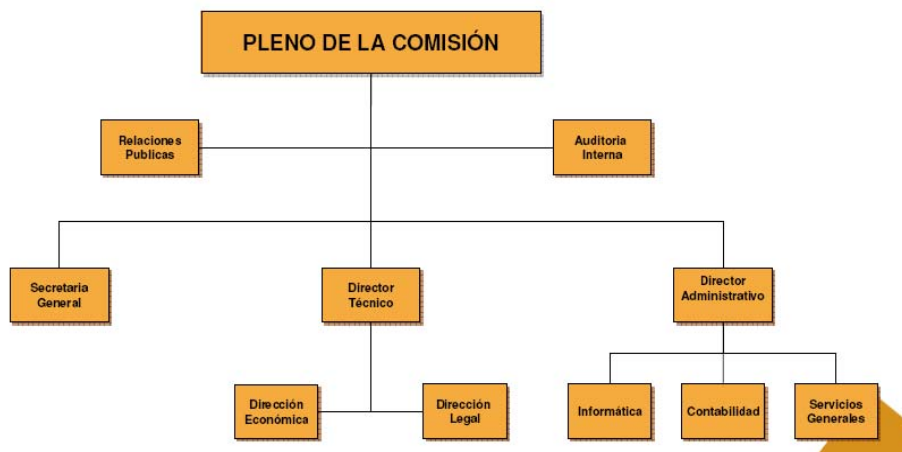 PLENO DE LA COMISIÓN
Relaciones
Publicas
Auditoria
Interna
Secretaria
General
Director
Técnico
Director
Administrativo
Dirección
Económica
Dirección
Legal
Informática
Contabilidad
Servicios
Generales